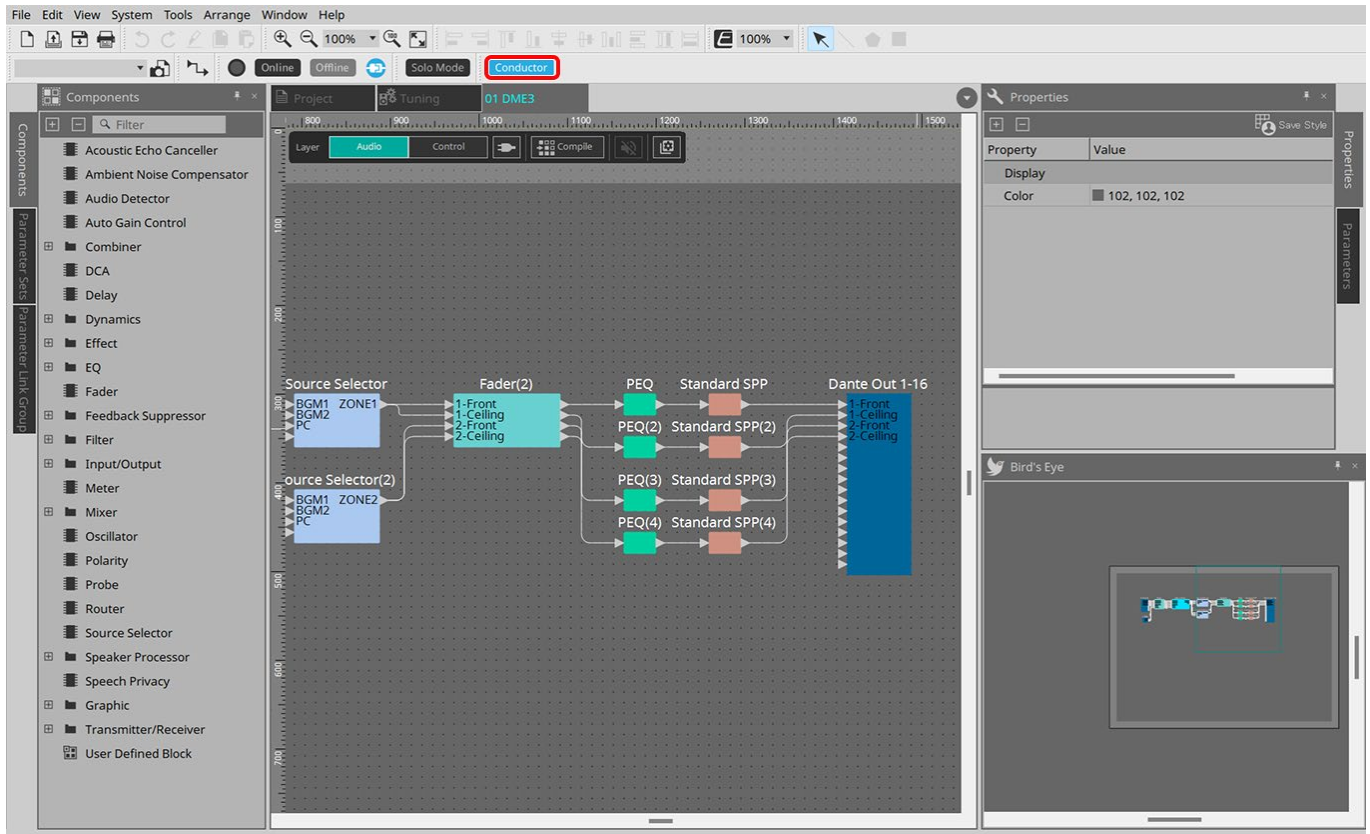 File Edit View System Tools Arrange Window Help
100% 100 100%
Online Offline Solo Mode Conductor
Components
Filter
Acoustic Echo Canceller
Ambient Noise Compensator
Audio Detector
Auto Gain Control
Combiner
DCA
Delay
Dynamics
Effect
EQ
Fader
Feedback Suppressor
Filter
Input/Output
Meter
Mixer
Oscillator
Polarity
Probe
Router
Source Selector
Speaker Processor
Speech Privacy
Graphic
Transmitter/Receiver
User Defined Block
Components
Parameter Sets
Parameter Link Group
Project Tuning 01 DME3
800 900 1000 1100 1200 1300 1400 1500
0
100
200
300
400
500
600
700
Layer Audio Control Compile
Source Selector
BGM1 ZONE1
BGM2
PC
ource Selector(2)
BGM1 ZONE2
BGM2
PC
Fader(2)
1-Front
1-Ceiling
2-Front
2-Ceiling
PEQ Standard SPP
PEQ(2) Standard SPP(2)
PEQ(3) Standard SPP(3)
PEQ(4) Standard SPP(4)
Dante Out 1-16
1-Front
1-Ceiling
2-Front
2-Ceiling
Properties
Save Style
Property Value
Display
Color 102, 102, 102
Properties
Parameters
Bird's Eye